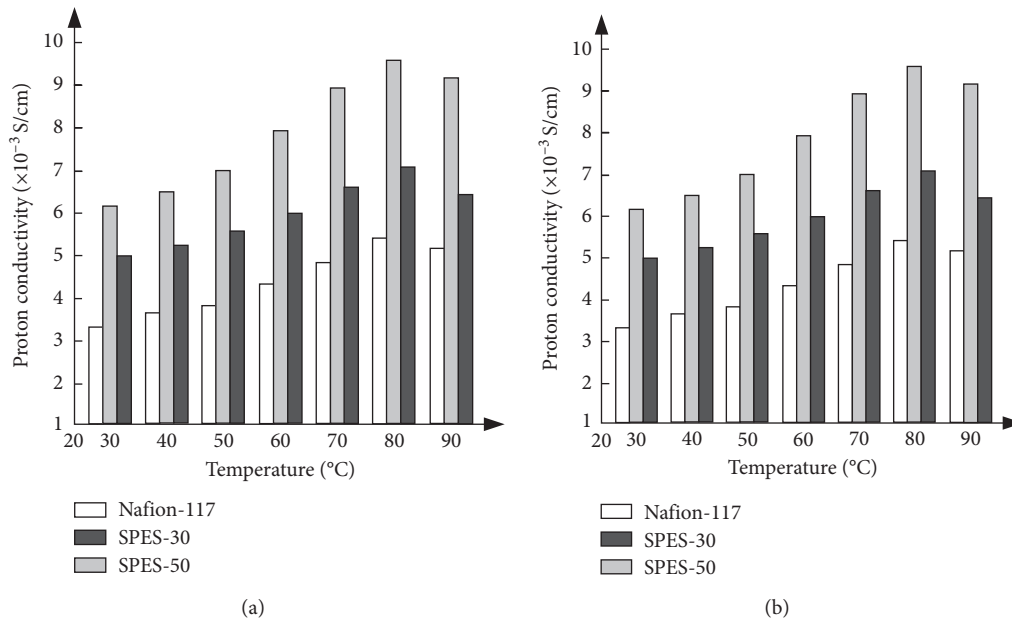 Proton conductivity (×10⁻³ S/cm)
10
9
8
7
6
5
4
3
2
1
20 30 40 50 60 70 80 90
Temperature (°C)
Nafion-117
SPES-30
SPES-50
(a)
Proton conductivity (×10⁻³ S/cm)
10
9
8
7
6
5
4
3
2
1
20 30 40 50 60 70 80 90
Temperature (°C)
Nafion-117
SPES-30
SPES-50
(b)